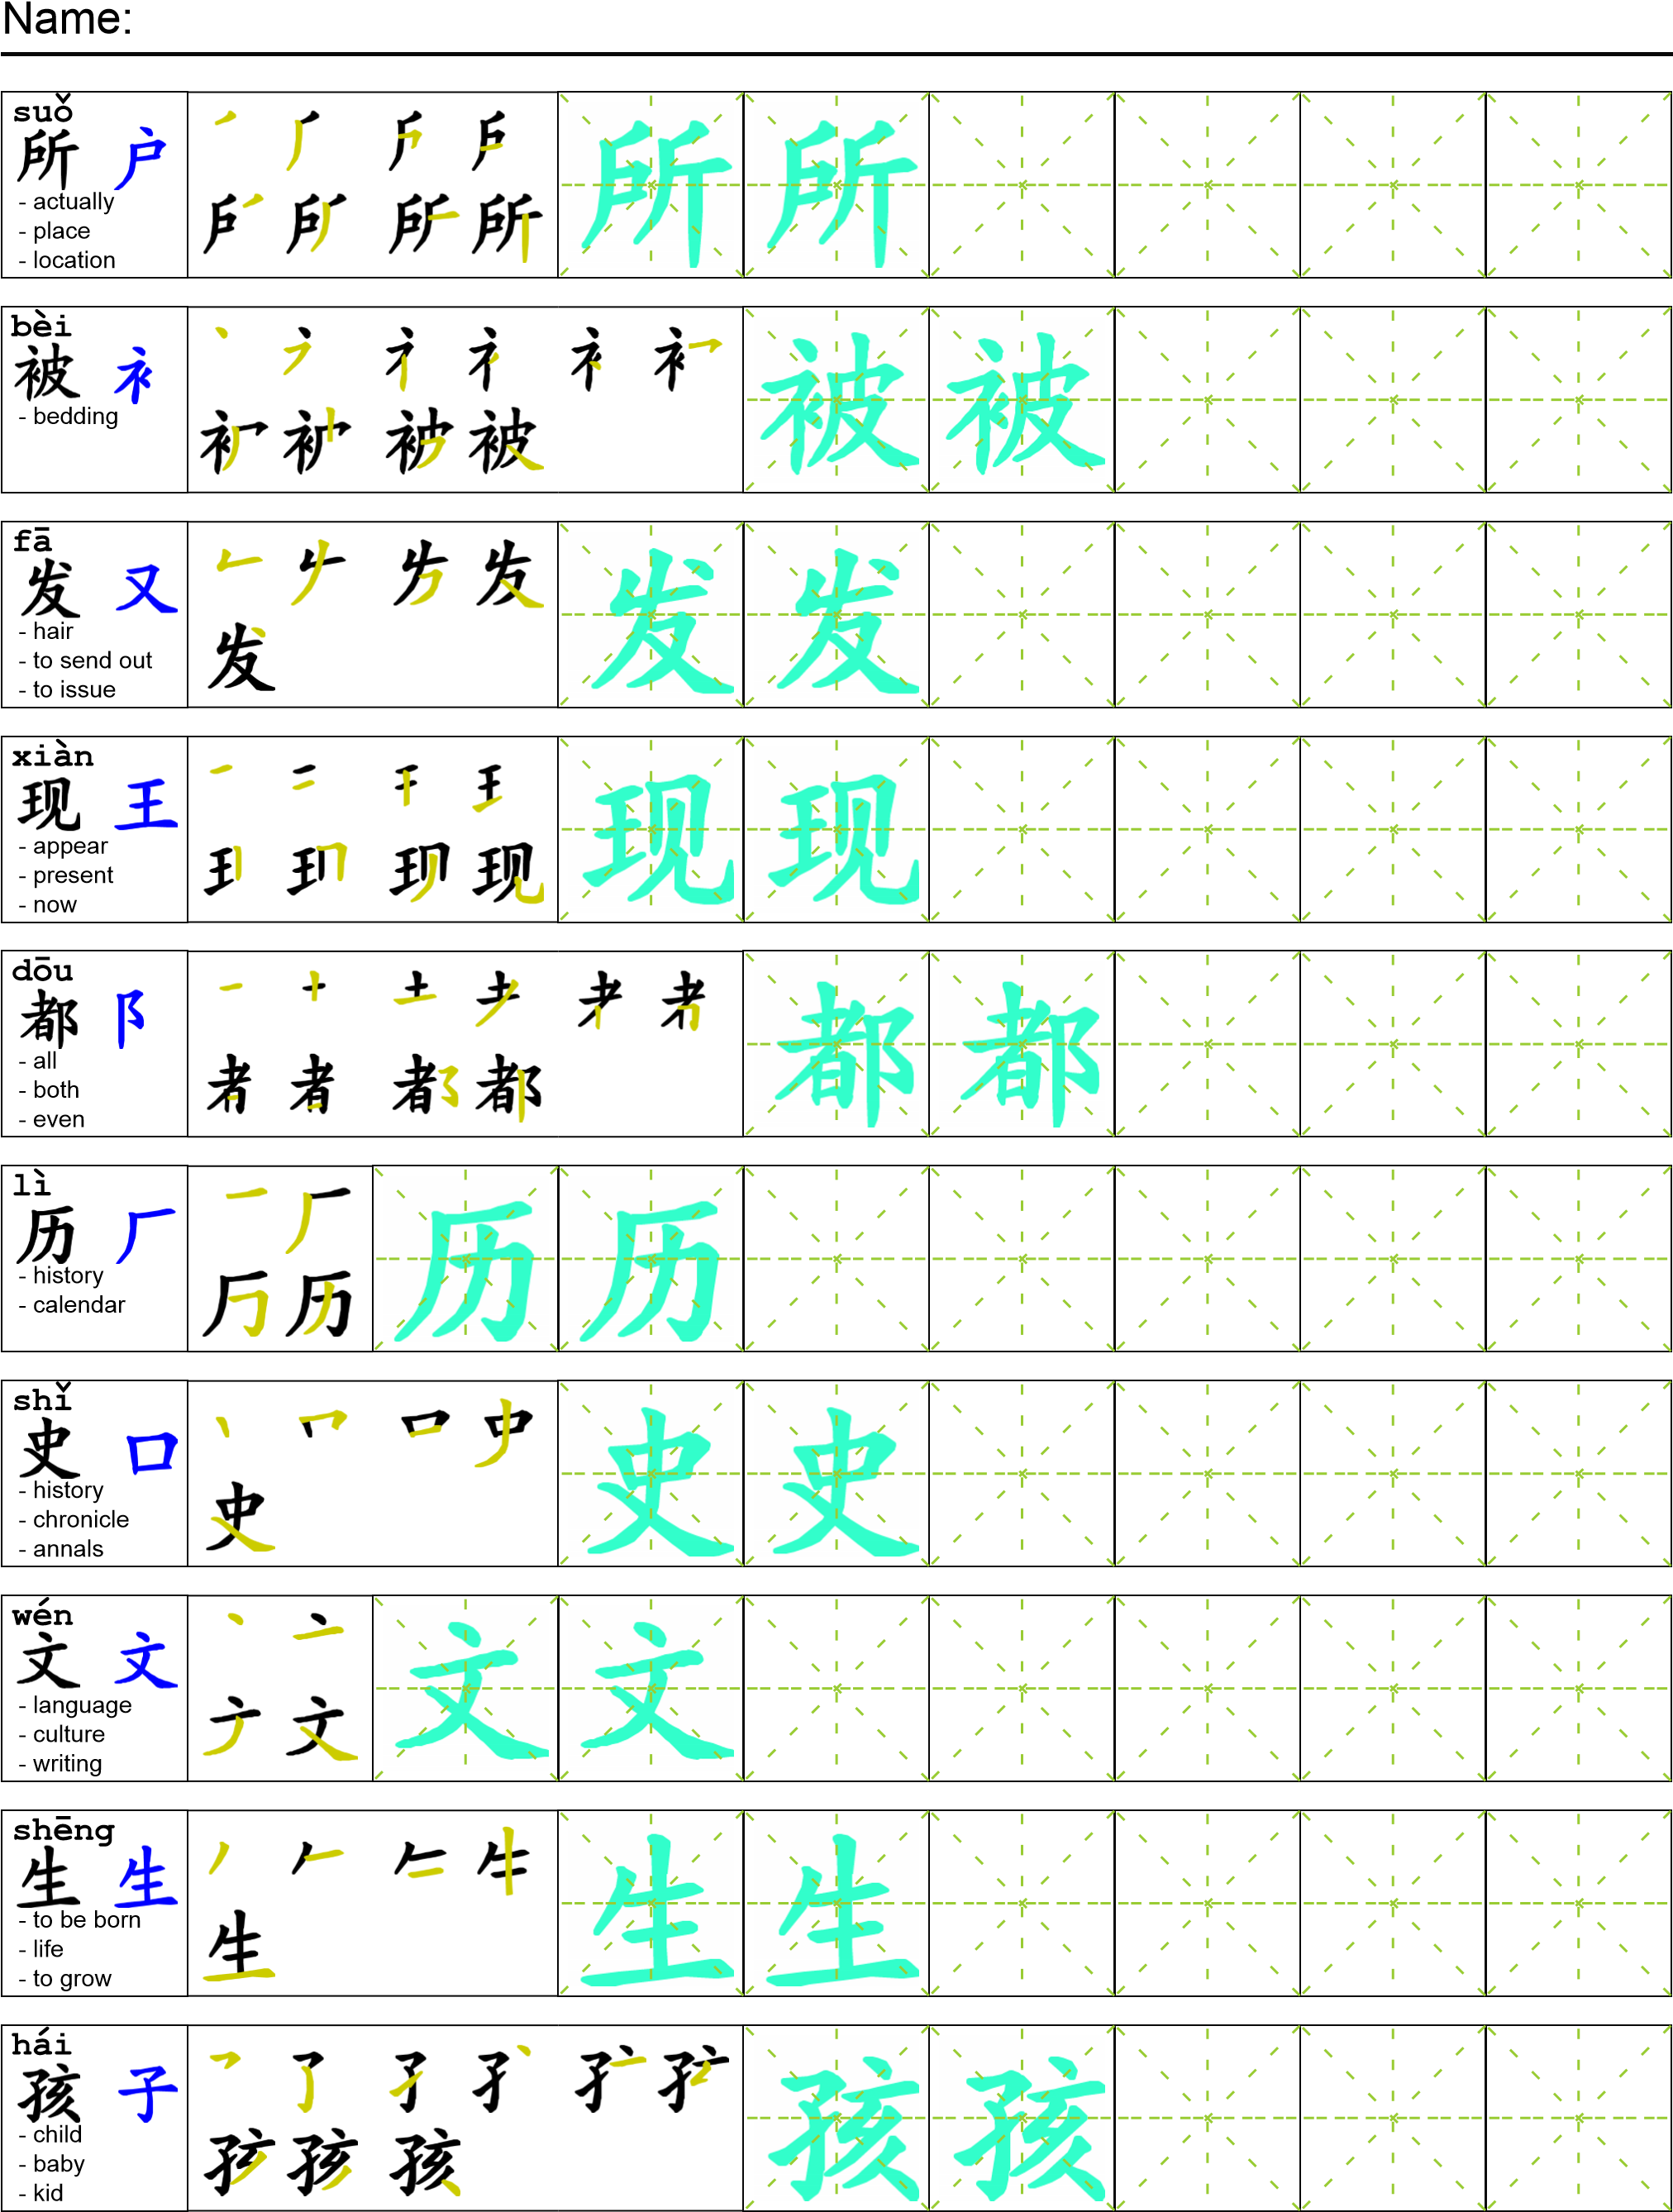 Name:
suǒ
所 户
- actually
- place
- location
所 所
bèi
被 衤
- bedding
被 被
fā
发 又
- hair
- to send out
- to issue
发 发
xiàn
现 王
- appear
- present
- now
现 现
dōu
都 阝
- all
- both
- even
都 都
lì
历 厂
- history
- calendar
历 历
shǐ
史 口
- history
- chronicle
- annals
史 史
wén
文 文
- language
- culture
- writing
文 文
shēng
生 生
- to be born
- life
- to grow
生 生
hái
孩 子
- child
- baby
- kid
孩 孩